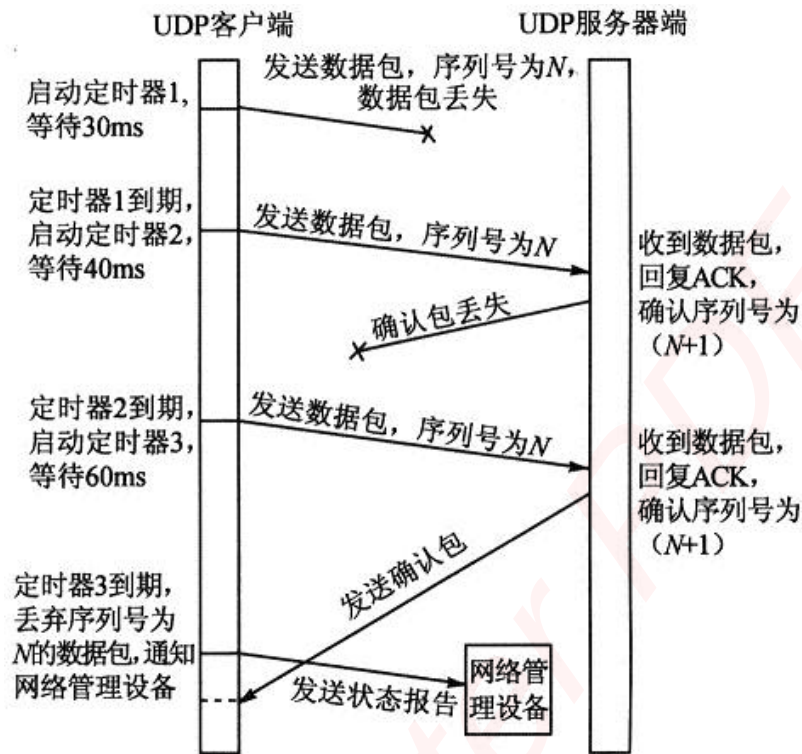 UDP客户端
UDP服务器端
发送数据包，序列号为N，
数据包丢失
启动定时器1,
等待30ms
定时器1到期，
启动定时器2，
等待40ms
发送数据包，序列号为N
收到数据包，
回复ACK，
确认序列号为
（N+1）
确认包丢失
定时器2到期，
启动定时器3，
等待60ms
发送数据包，序列号为N
收到数据包，
回复ACK，
确认序列号为
（N+1）
发送确认包
定时器3到期，
丢弃序列号为
N的数据包,通知
网络管理设备
发送状态报告
网络管
理设备